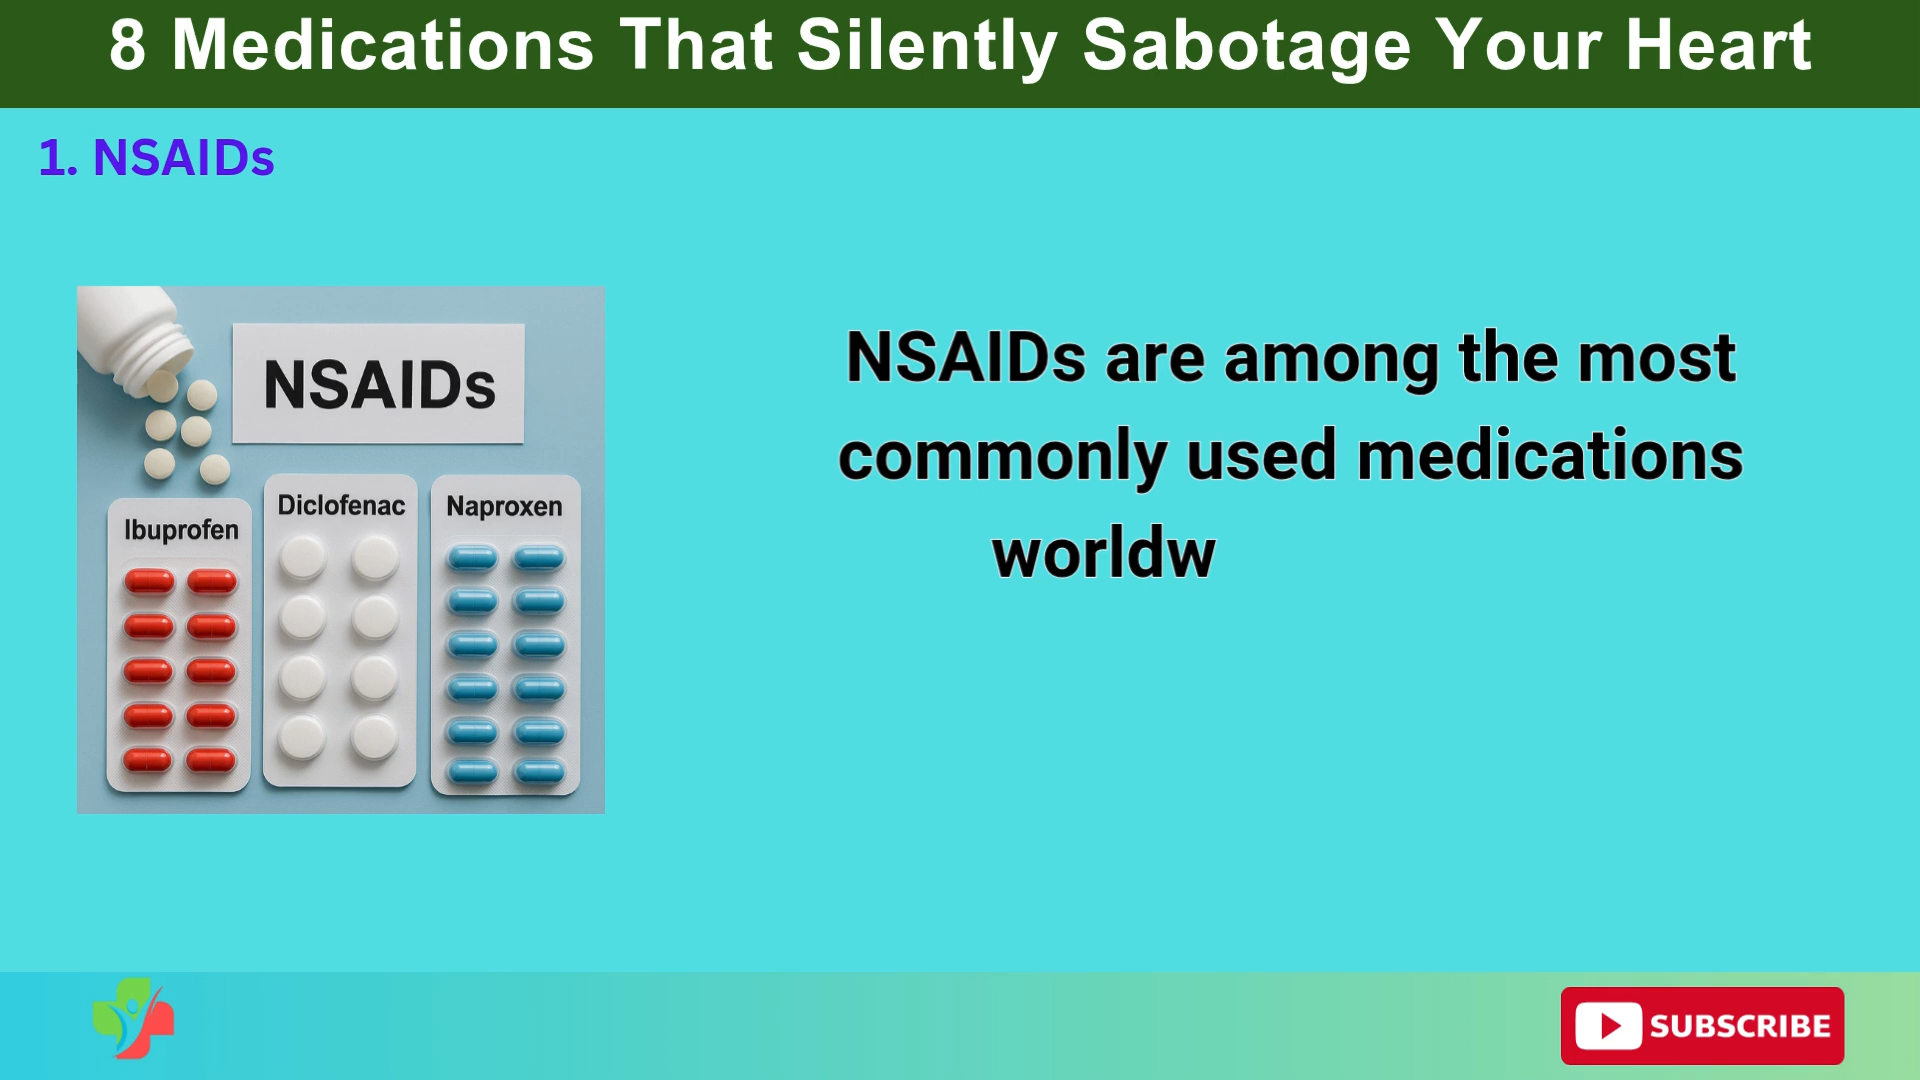 8 Medications That Silently Sabotage Your Heart
1. NSAIDs
NSAIDs
Ibuprofen
Diclofenac
Naproxen
NSAIDs are among the most
commonly used medications
worldw
SUBSCRIBE